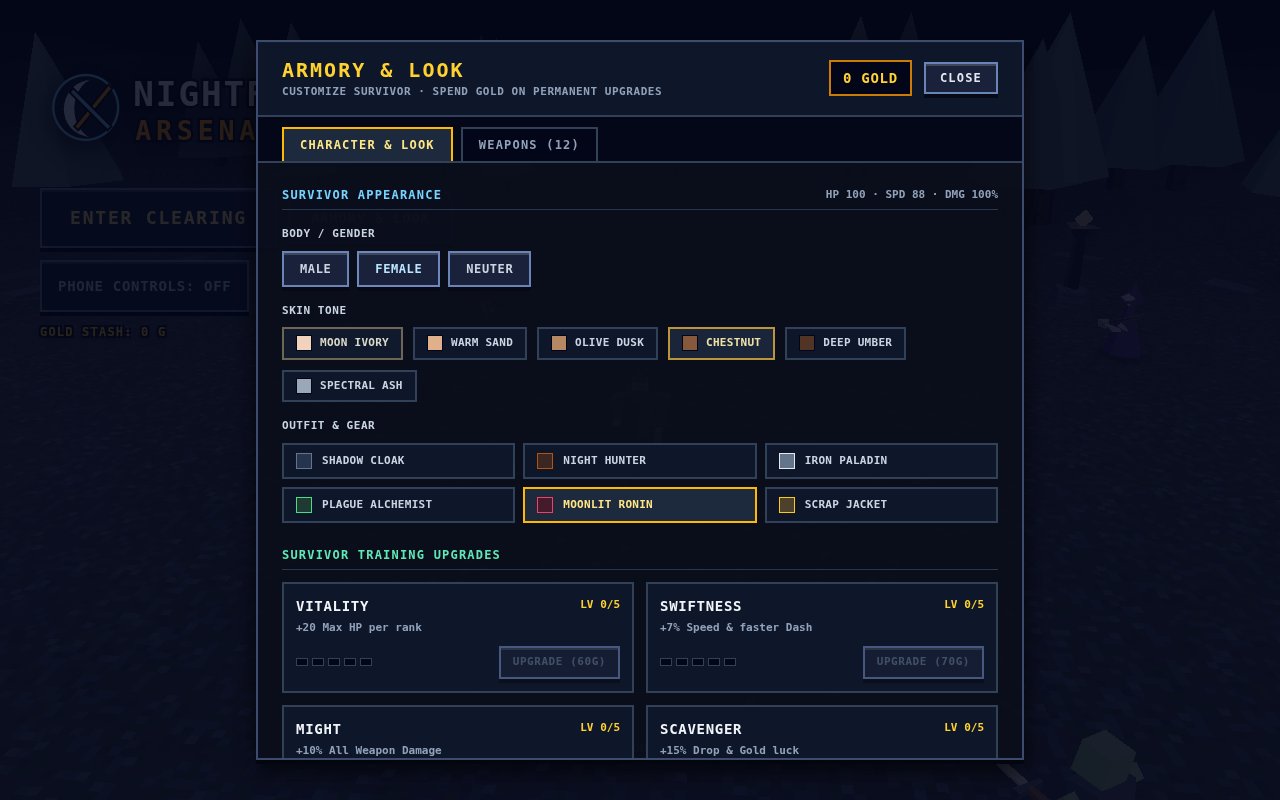 ARMORY & LOOK
CUSTOMIZE SURVIVOR · SPEND GOLD ON PERMANENT UPGRADES
0 GOLD
CLOSE
NIGHTF
ARSENA
CHARACTER & LOOK
WEAPONS (12)
ENTER CLEARING
PHONE CONTROLS: OFF
GOLD STASH: 0 G
SURVIVOR APPEARANCE
HP 100 · SPD 88 · DMG 100%
BODY / GENDER
MALE
FEMALE
NEUTER
SKIN TONE
MOON IVORY
WARM SAND
OLIVE DUSK
CHESTNUT
DEEP UMBER
SPECTRAL ASH
OUTFIT & GEAR
SHADOW CLOAK
NIGHT HUNTER
IRON PALADIN
PLAGUE ALCHEMIST
MOONLIT RONIN
SCRAP JACKET
SURVIVOR TRAINING UPGRADES
VITALITY
LV 0/5
+20 Max HP per rank
UPGRADE (60G)
SWIFTNESS
LV 0/5
+7% Speed & faster Dash
UPGRADE (70G)
MIGHT
LV 0/5
+10% All Weapon Damage
SCAVENGER
LV 0/5
+15% Drop & Gold luck